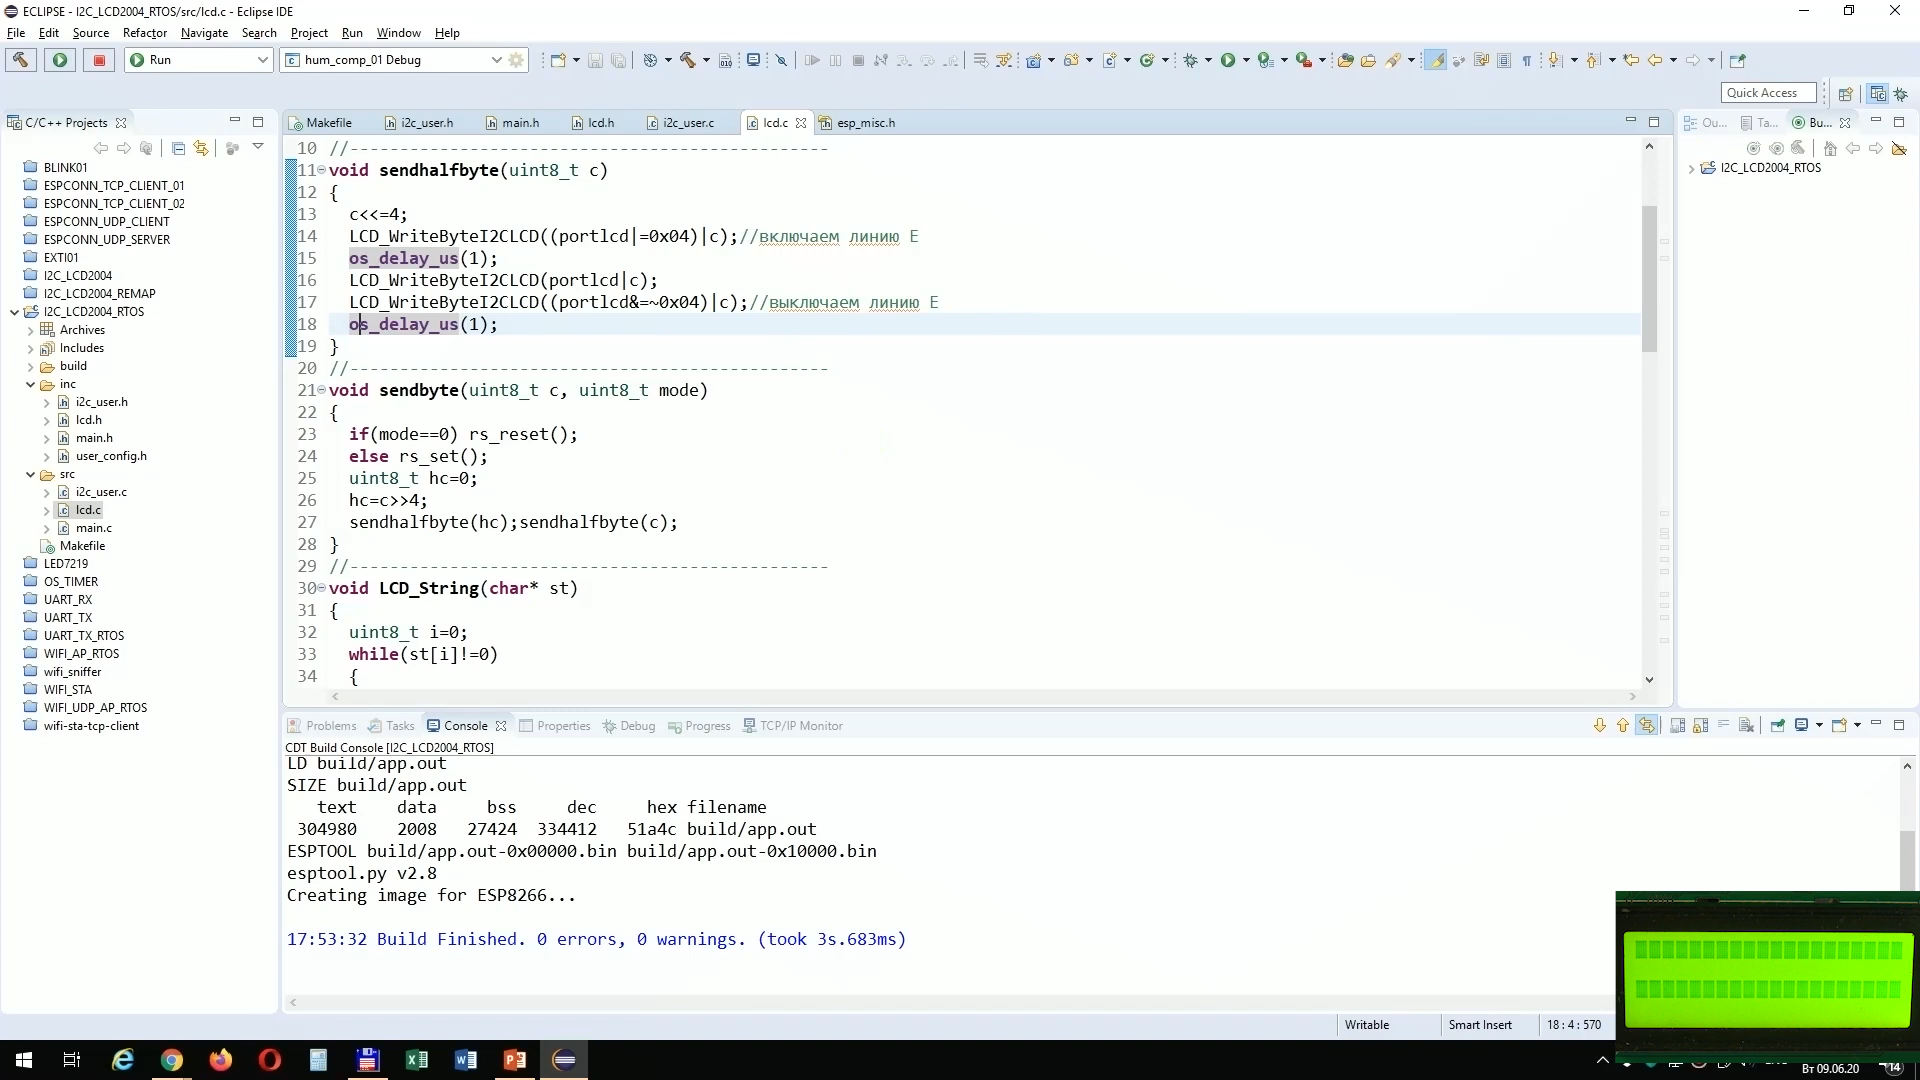 ECLIPSE - I2C_LCD2004_RTOS/src/lcd.c - Eclipse IDE
File Edit Source Refactor Navigate Search Project Run Window Help
Run
hum_comp_01 Debug
Quick Access
C/C++ Projects
Makefile i2c_user.h main.h lcd.h i2c_user.c lcd.c esp_misc.h
Ou... Ta... Bu...
BLINK01
ESPCONN_TCP_CLIENT_01
ESPCONN_TCP_CLIENT_02
ESPCONN_UDP_CLIENT
ESPCONN_UDP_SERVER
EXTI01
I2C_LCD2004
I2C_LCD2004_REMAP
I2C_LCD2004_RTOS
Archives
Includes
build
inc
i2c_user.h
lcd.h
main.h
user_config.h
src
i2c_user.c
lcd.c
main.c
Makefile
LED7219
OS_TIMER
UART_RX
UART_TX
UART_TX_RTOS
WIFI_AP_RTOS
wifi_sniffer
WIFI_STA
WIFI_UDP_AP_RTOS
wifi-sta-tcp-client
10 //------------------------------------------------
11 void sendhalfbyte(uint8_t c)
12 {
13 c<<=4;
14 LCD_WriteByteI2CLCD((portlcd|=0x04)|c);//включаем линию E
15 os_delay_us(1);
16 LCD_WriteByteI2CLCD(portlcd|c);
17 LCD_WriteByteI2CLCD((portlcd&=~0x04)|c);//выключаем линию E
18 os_delay_us(1);
19 }
20 //------------------------------------------------
21 void sendbyte(uint8_t c, uint8_t mode)
22 {
23 if(mode==0) rs_reset();
24 else rs_set();
25 uint8_t hc=0;
26 hc=c>>4;
27 sendhalfbyte(hc);sendhalfbyte(c);
28 }
29 //------------------------------------------------
30 void LCD_String(char* st)
31 {
32 uint8_t i=0;
33 while(st[i]!=0)
34 {
I2C_LCD2004_RTOS
Problems Tasks Console Properties Debug Progress TCP/IP Monitor
CDT Build Console [I2C_LCD2004_RTOS]
LD build/app.out
SIZE build/app.out
text data bss dec hex filename
304980 2008 27424 334412 51a4c build/app.out
ESPTOOL build/app.out-0x00000.bin build/app.out-0x10000.bin
esptool.py v2.8
Creating image for ESP8266...
17:53:32 Build Finished. 0 errors, 0 warnings. (took 3s.683ms)
Writable
Smart Insert
18 : 4 : 570
Вт 09.06.20
14